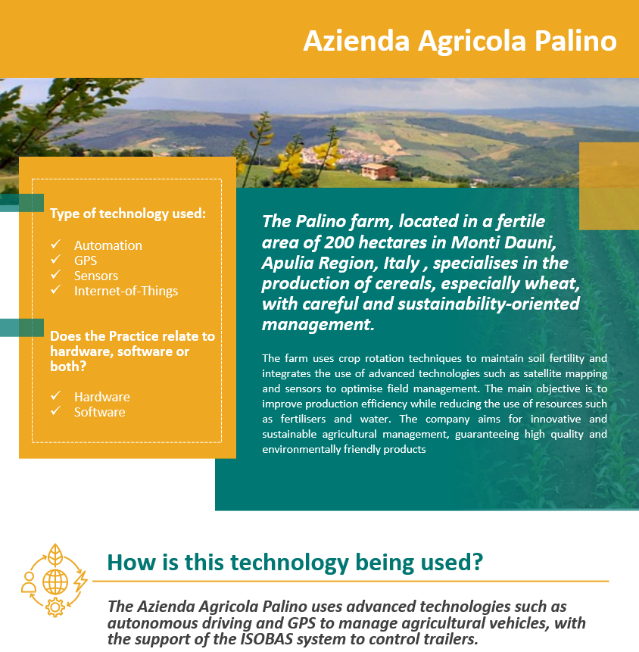 Azienda Agricola Palino
Type of technology used:
✓ Automation
✓ GPS
✓ Sensors
✓ Internet-of-Things
Does the Practice relate to
hardware, software or
both?
✓ Hardware
✓ Software
The Palino farm, located in a fertile
area of 200 hectares in Monti Dauni,
Apulia Region, Italy , specialises in the
production of cereals, especially wheat,
with careful and sustainability-oriented
management.
The farm uses crop rotation techniques to maintain soil fertility and
integrates the use of advanced technologies such as satellite mapping
and sensors to optimise field management. The main objective is to
improve production efficiency while reducing the use of resources such
as fertilisers and water. The company aims for innovative and
sustainable agricultural management, guaranteeing high quality and
environmentally friendly products
How is this technology being used?
The Azienda Agricola Palino uses advanced technologies such as
autonomous driving and GPS to manage agricultural vehicles, with
the support of the ISOBAS system to control trailers.